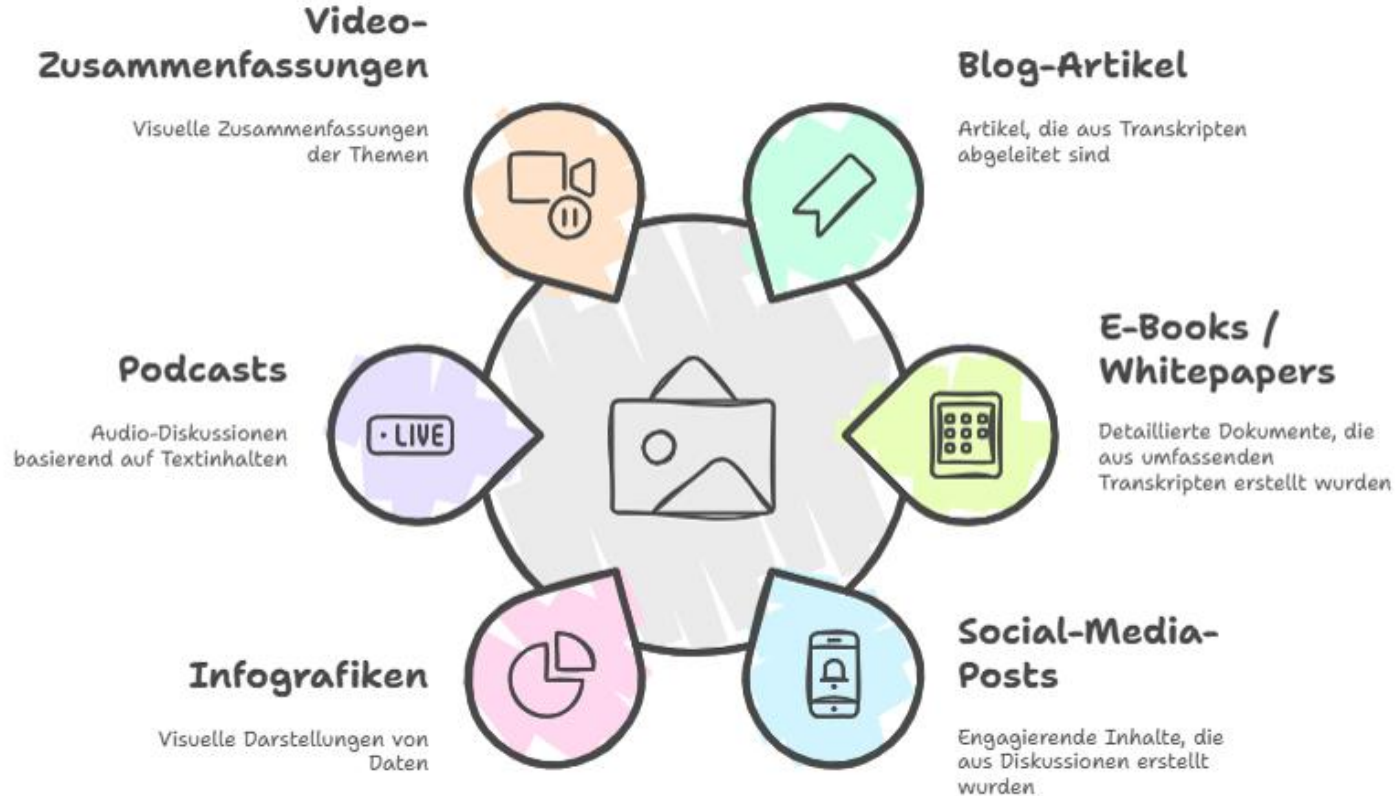 Video-
Zusammenfassungen
Visuelle Zusammenfassungen
der Themen
Blog-Artikel
Artikel, die aus Transkripten
abgeleitet sind
Podcasts
Audio-Diskussionen
basierend auf Textinhalten
• LIVE
E-Books /
Whitepapers
Detaillierte Dokumente, die
aus umfassenden
Transkripten erstellt wurden
Infografiken
Visuelle Darstellungen von
Daten
Social-Media-
Posts
Engagierende Inhalte, die
aus Diskussionen erstellt
wurden